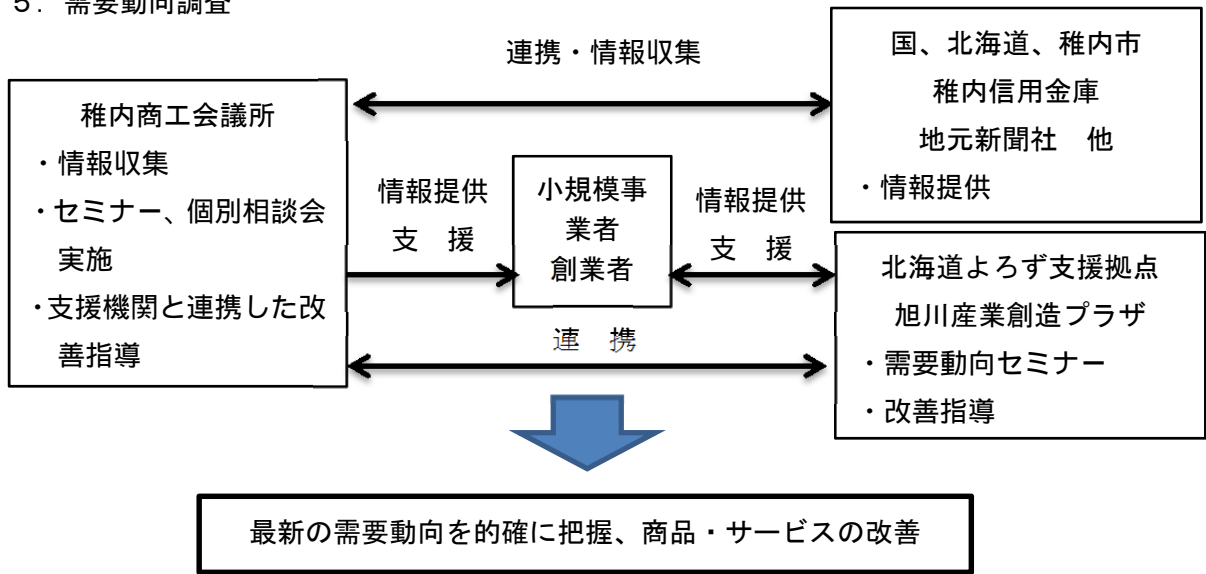 ５．需要動向調査
連携・情報収集
稚内商工会議所
・情報収集
・セミナー、個別相談会
実施
・支援機関と連携した改
善指導
情報提供
支　援
小規模事
業者
創業者
情報提供
支　援
連　携
国、北海道、稚内市
稚内信用金庫
地元新聞社　他
・情報提供
北海道よろず支援拠点
旭川産業創造プラザ
・需要動向セミナー
・改善指導
最新の需要動向を的確に把握、商品・サービスの改善